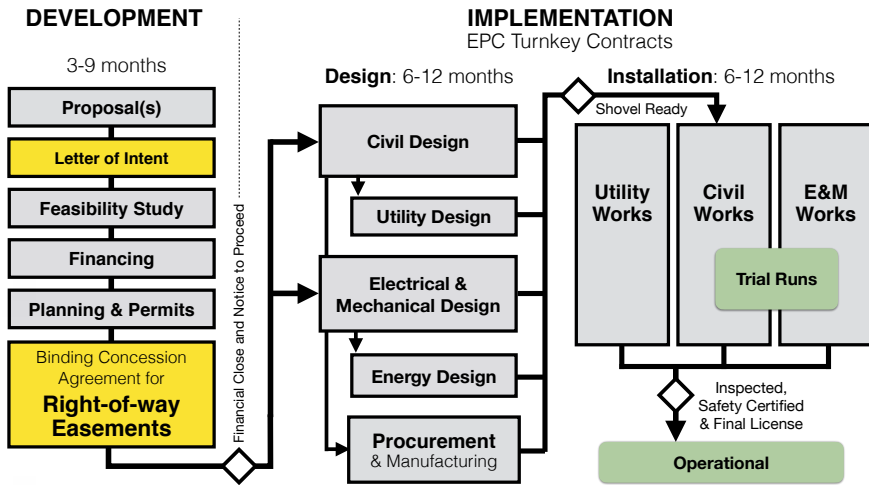 DEVELOPMENT
3-9 months
Proposal(s)
Letter of Intent
Feasibility Study
Financing
Planning & Permits
Binding Concession
Agreement for
Right-of-way
Easements
Financial Close and Notice to Proceed
IMPLEMENTATION
EPC Turnkey Contracts
Design: 6-12 months
Civil Design
Utility Design
Electrical &
Mechanical Design
Energy Design
Procurement
& Manufacturing
Installation: 6-12 months
Shovel Ready
Utility
Works
Civil
Works
E&M
Works
Trial Runs
Inspected,
Safety Certified
& Final License
Operational